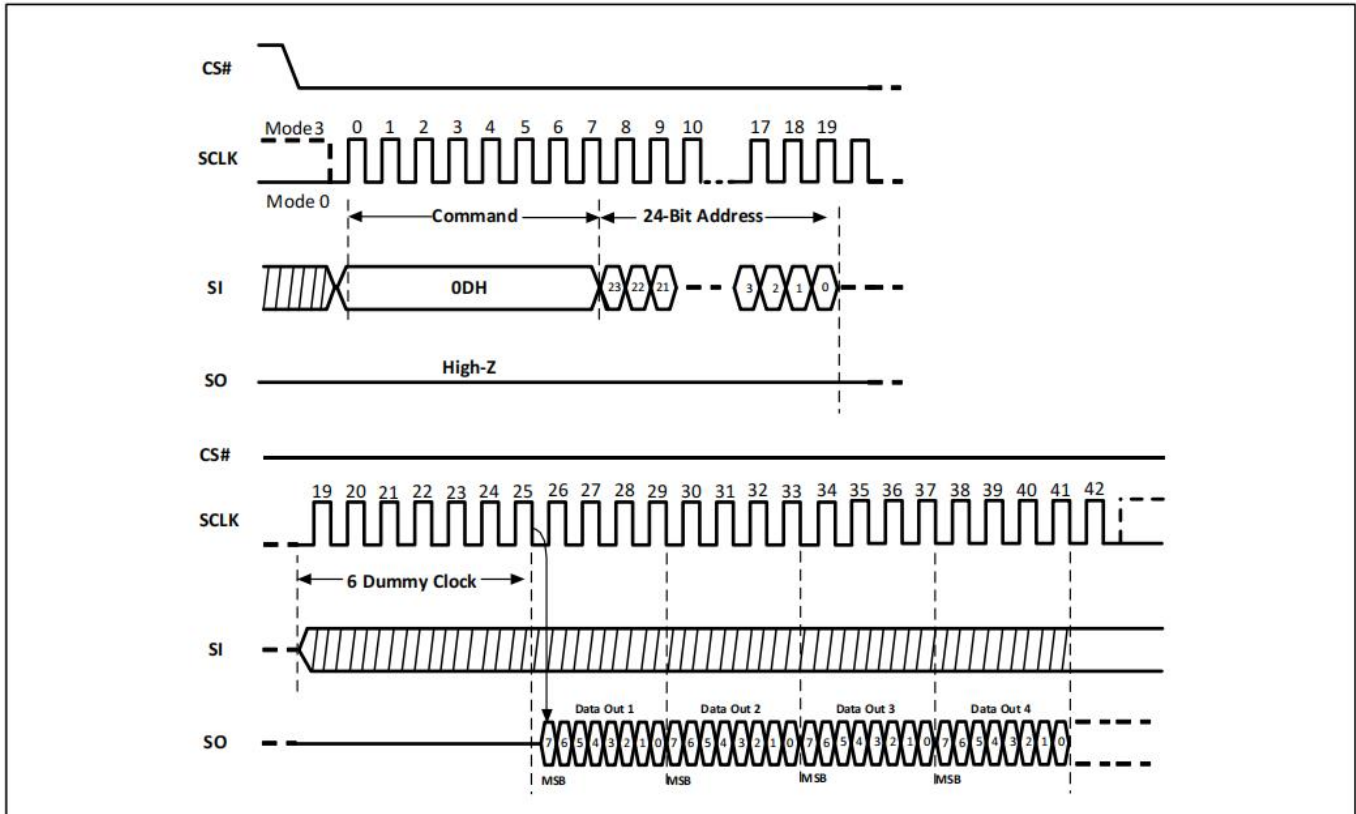 CS#
Mode3 0 1 2 3 4 5 6 7 8 9 10 17 18 19
SCLK
Mode 0
Command 24-Bit Address
SI 0DH 23 22 21 3 2 1 0
High-Z
SO
CS#
19 20 21 22 23 24 25 26 27 28 29 30 31 32 33 34 35 36 37 38 39 40 41 42
SCLK
6 Dummy Clock
SI
Data Out 1 Data Out 2 Data Out 3 Data Out 4
SO 7 6 5 4 3 2 1 0 7 6 5 4 3 2 1 0 7 6 5 4 3 2 1 0 7 6 5 4 3 2 1 0
MSB MSB MSB MSB